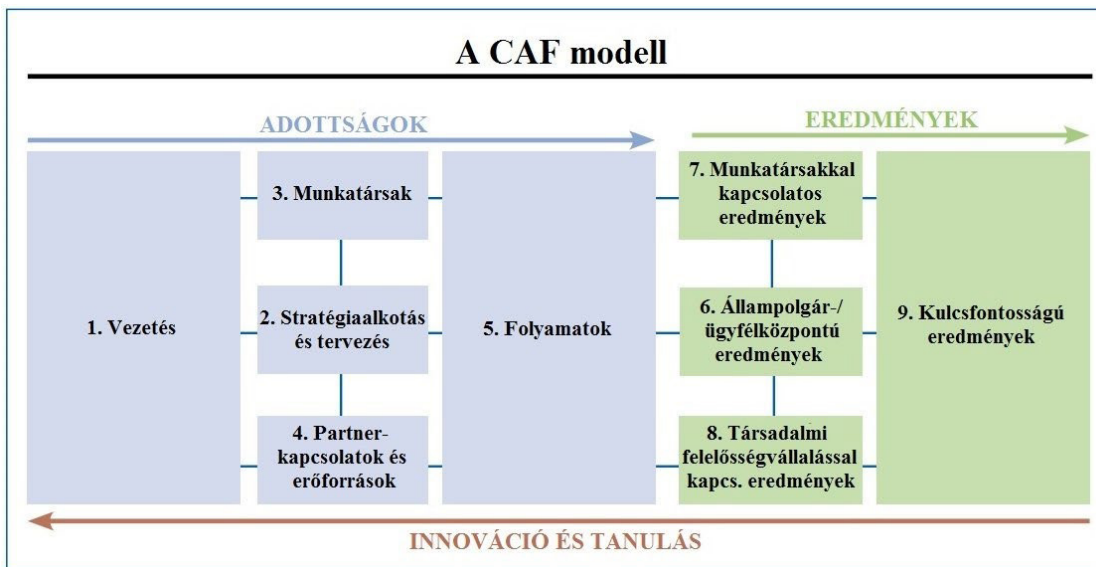 A CAF modell
ADOTTSÁGOK
EREDMÉNYEK
1. Vezetés
3. Munkatársak
2. Stratégiaalkotás
és tervezés
4. Partner-
kapcsolatok és
erőforrások
5. Folyamatok
7. Munkatársakkal
kapcsolatos
eredmények
6. Állampolgár-/
ügyfélközpontú
eredmények
8. Társadalmi
felelősségvállalással
kapcs. eredmények
9. Kulcsfontosságú
eredmények
INNOVÁCIÓ ÉS TANULÁS